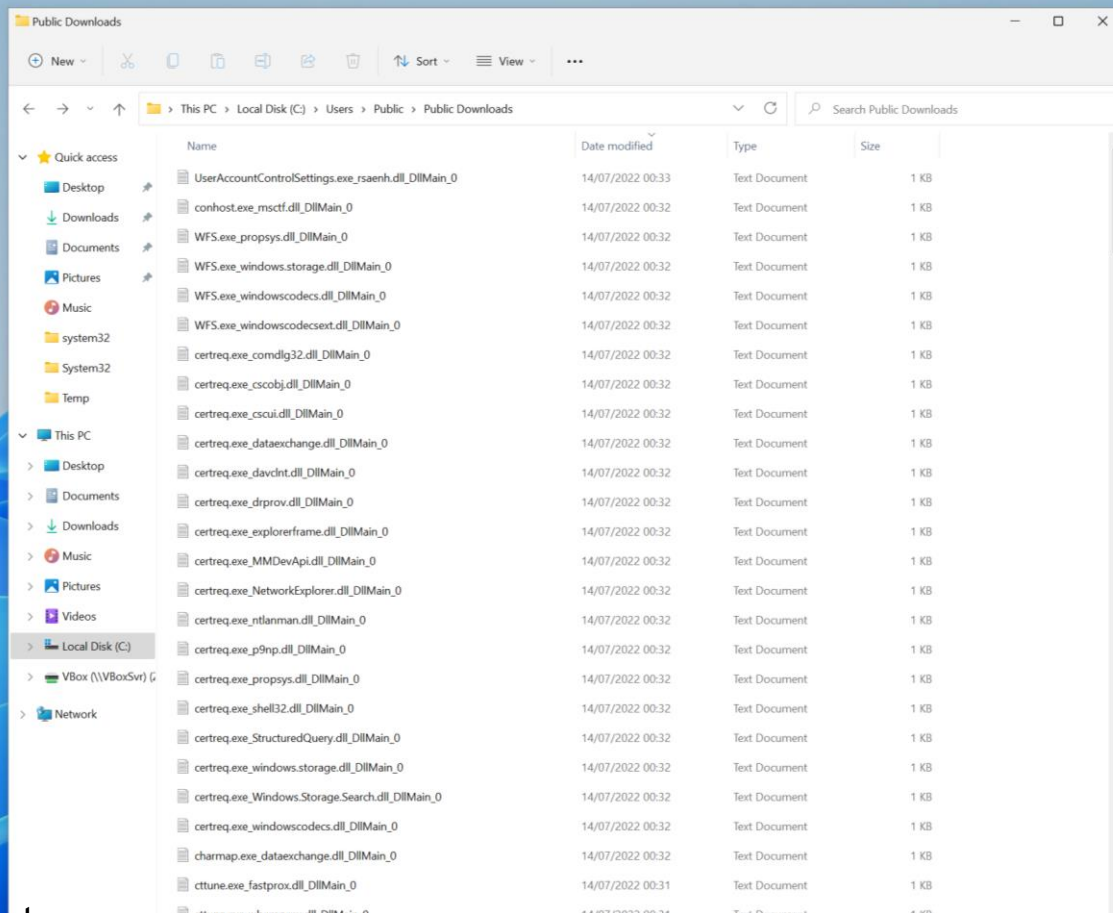 Public Downloads
New Sort View ...
This PC > Local Disk (C:) > Users > Public > Public Downloads Search Public Downloads
Name Date modified Type Size
Quick access
Desktop
Downloads
Documents
Pictures
Music
system32
System32
Temp
This PC
Desktop
Documents
Downloads
Music
Pictures
Videos
Local Disk (C:)
VBox (\\VBoxSvr) (
Network
UserAccountControlSettings.exe_rsaenh.dll_DllMain_0 14/07/2022 00:33 Text Document 1 KB
conhost.exe_msctf.dll_DllMain_0 14/07/2022 00:32 Text Document 1 KB
WFS.exe_propsys.dll_DllMain_0 14/07/2022 00:32 Text Document 1 KB
WFS.exe_windows.storage.dll_DllMain_0 14/07/2022 00:32 Text Document 1 KB
WFS.exe_windowscodecs.dll_DllMain_0 14/07/2022 00:32 Text Document 1 KB
WFS.exe_windowscodecsext.dll_DllMain_0 14/07/2022 00:32 Text Document 1 KB
certreq.exe_comdlg32.dll_DllMain_0 14/07/2022 00:32 Text Document 1 KB
certreq.exe_cscobj.dll_DllMain_0 14/07/2022 00:32 Text Document 1 KB
certreq.exe_cscui.dll_DllMain_0 14/07/2022 00:32 Text Document 1 KB
certreq.exe_dataexchange.dll_DllMain_0 14/07/2022 00:32 Text Document 1 KB
certreq.exe_davclnt.dll_DllMain_0 14/07/2022 00:32 Text Document 1 KB
certreq.exe_drprov.dll_DllMain_0 14/07/2022 00:32 Text Document 1 KB
certreq.exe_explorerframe.dll_DllMain_0 14/07/2022 00:32 Text Document 1 KB
certreq.exe_MMDevApi.dll_DllMain_0 14/07/2022 00:32 Text Document 1 KB
certreq.exe_NetworkExplorer.dll_DllMain_0 14/07/2022 00:32 Text Document 1 KB
certreq.exe_ntlanman.dll_DllMain_0 14/07/2022 00:32 Text Document 1 KB
certreq.exe_p9np.dll_DllMain_0 14/07/2022 00:32 Text Document 1 KB
certreq.exe_propsys.dll_DllMain_0 14/07/2022 00:32 Text Document 1 KB
certreq.exe_shell32.dll_DllMain_0 14/07/2022 00:32 Text Document 1 KB
certreq.exe_StructuredQuery.dll_DllMain_0 14/07/2022 00:32 Text Document 1 KB
certreq.exe_windows.storage.dll_DllMain_0 14/07/2022 00:32 Text Document 1 KB
certreq.exe_Windows.Storage.Search.dll_DllMain_0 14/07/2022 00:32 Text Document 1 KB
certreq.exe_windowscodecs.dll_DllMain_0 14/07/2022 00:32 Text Document 1 KB
charmap.exe_dataexchange.dll_DllMain_0 14/07/2022 00:32 Text Document 1 KB
cttune.exe_fastprox.dll_DllMain_0 14/07/2022 00:31 Text Document 1 KB